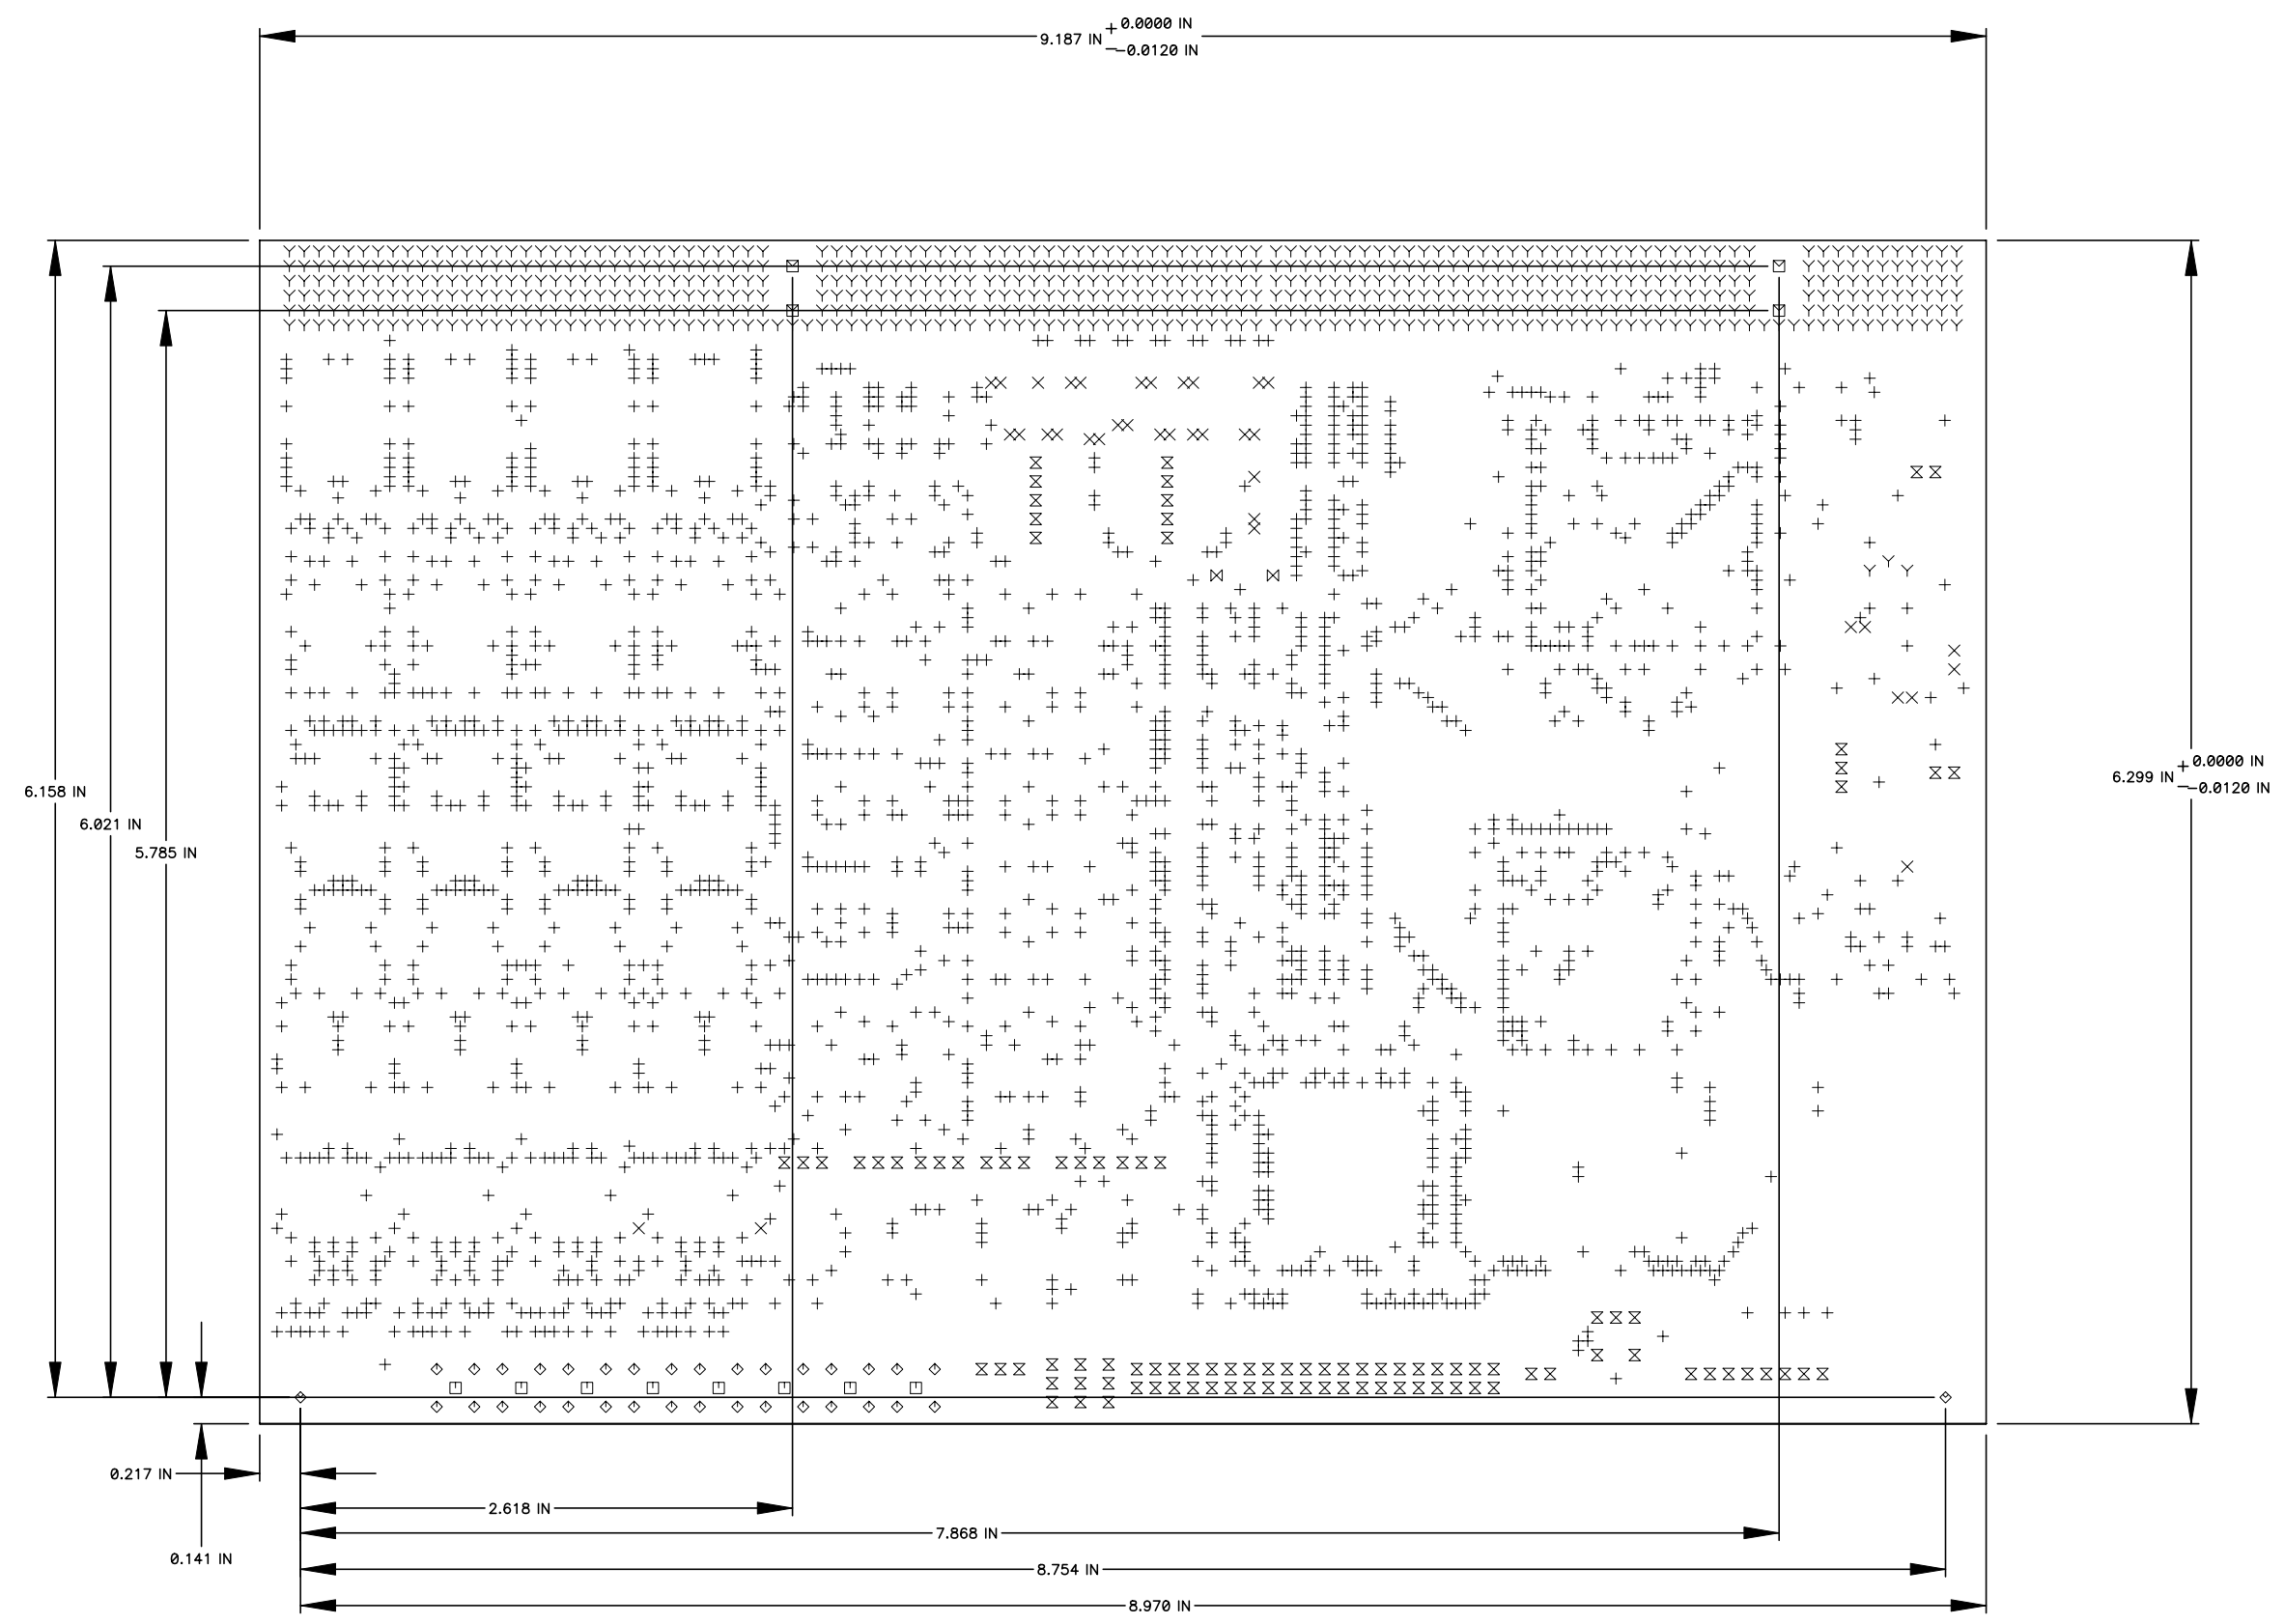 + 0.0000 IN
9.187 IN
−-0.0120 IN
6.158 IN
6.021 IN
5.785 IN
+ 0.0000 IN
6.299 IN
−-0.0120 IN
0.217 IN
2.618 IN
7.868 IN
0.141 IN
8.754 IN
8.970 IN